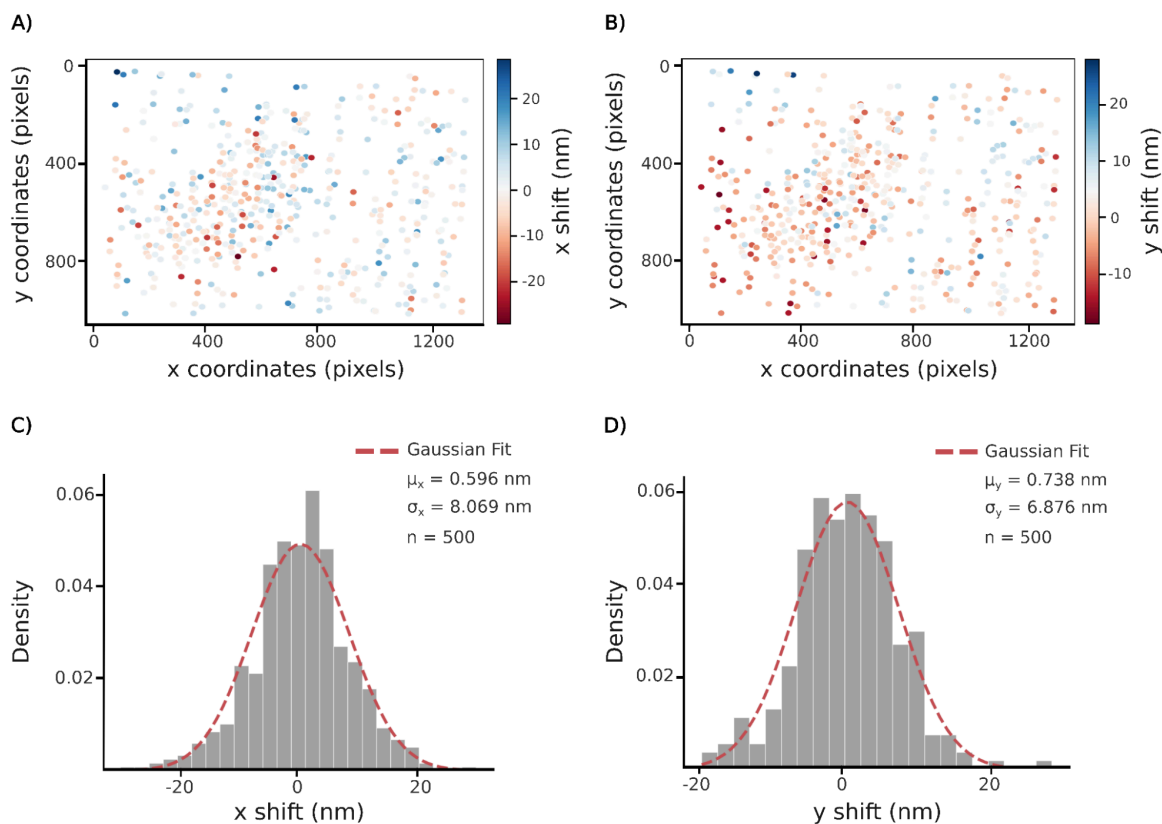 A)
0
400
800
y coordinates (pixels)
0
400
800
1200
x coordinates (pixels)
20
10
0
-10
-20
x shift (nm)
B)
0
400
800
y coordinates (pixels)
0
400
800
1200
x coordinates (pixels)
20
10
0
-10
y shift (nm)
C)
Gaussian Fit
μx = 0.596 nm
σx = 8.069 nm
n = 500
0.06
0.04
0.02
Density
-20
0
20
x shift (nm)
D)
Gaussian Fit
μy = 0.738 nm
σy = 6.876 nm
n = 500
0.06
0.04
0.02
Density
-20
0
20
y shift (nm)